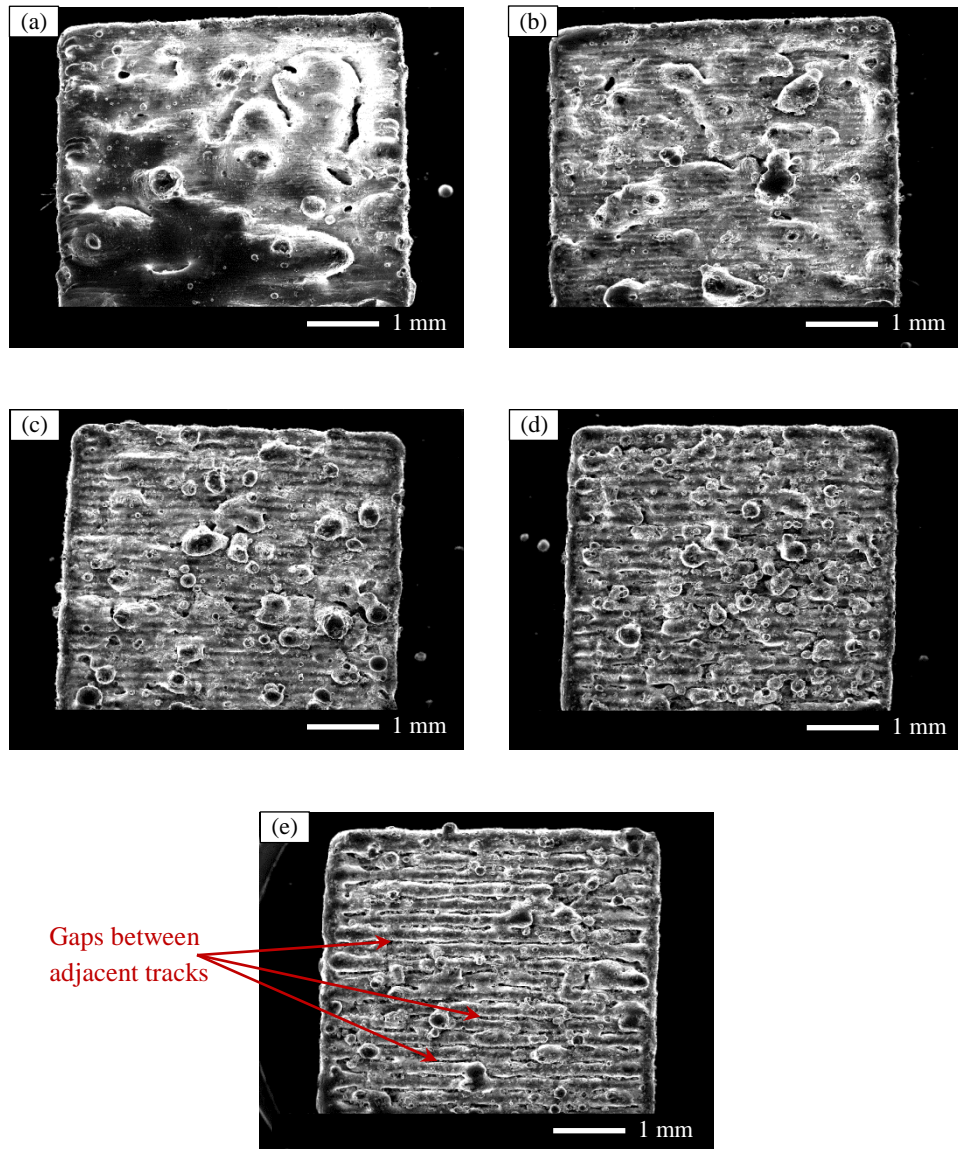 (a)
1 mm
(b)
1 mm
(c)
1 mm
(d)
1 mm
(e)
Gaps between
adjacent tracks
1 mm